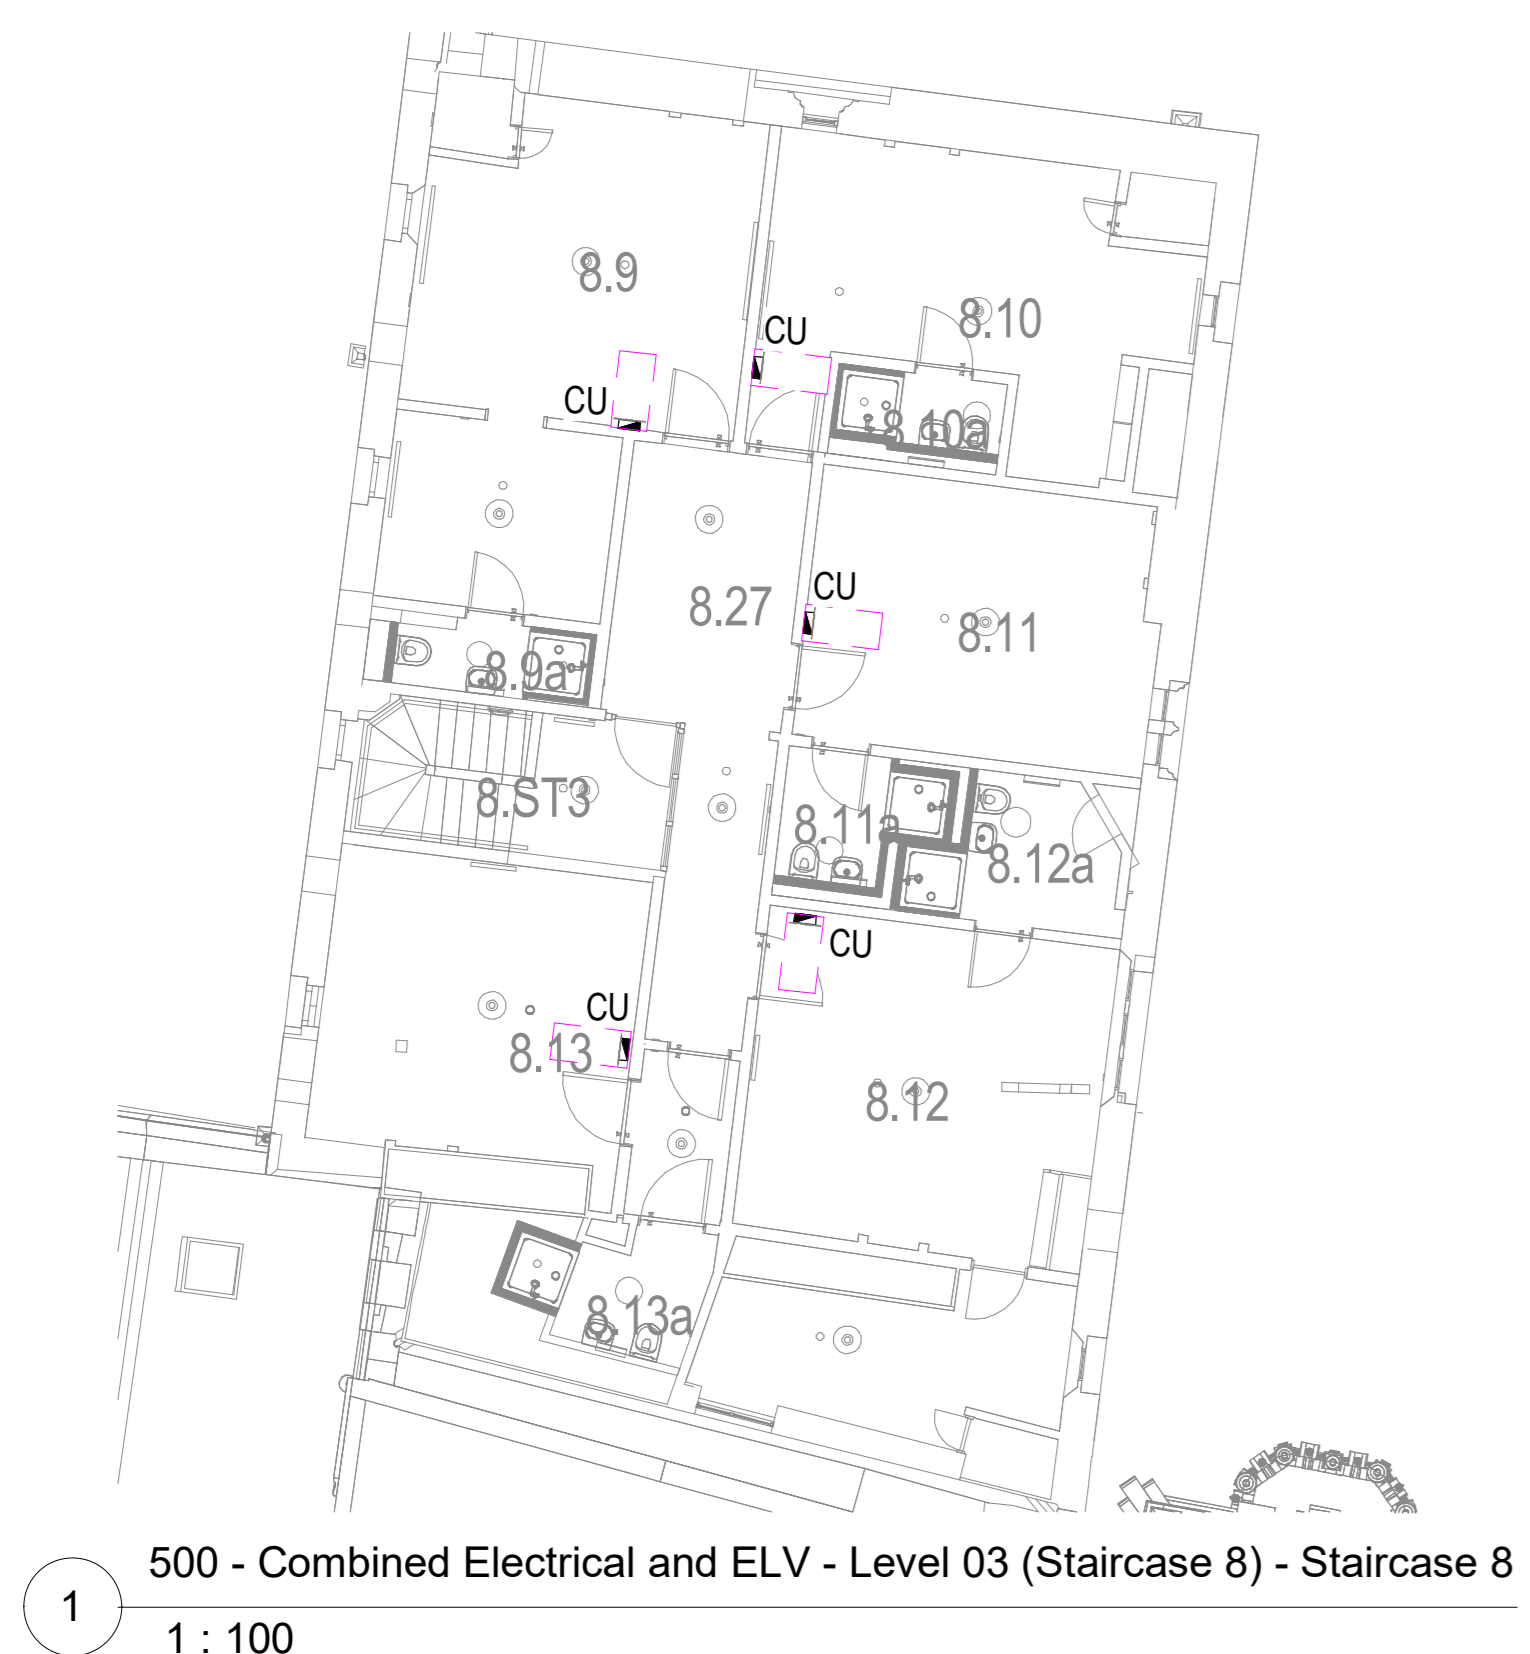 8.9
CU
8.10
CU
8.10a
CU
8.27
8.11
8.9a
8.ST3
8.11a
8.12a
CU
CU
8.13
8.12
8.13a
1
500 - Combined Electrical and ELV - Level 03 (Staircase 8) - Staircase 8
1 : 100